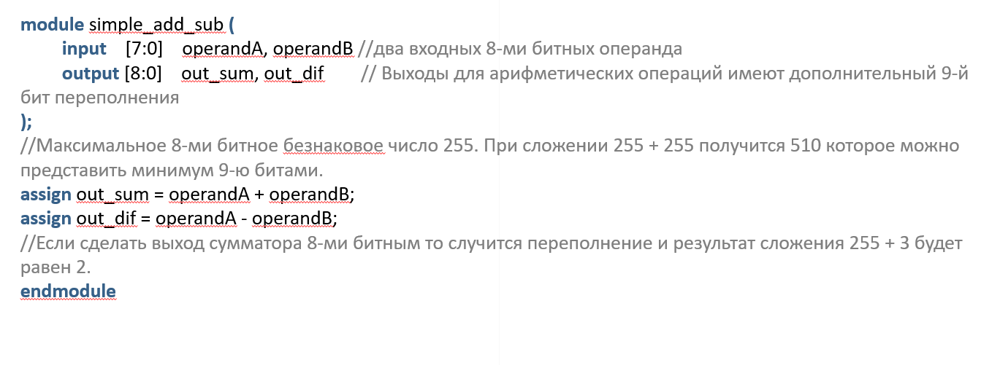 module simple_add_sub (
input [7:0] operandA, operandB //два входных 8-ми битных операнда
output [8:0] out_sum, out_dif // Выходы для арифметических операций имеют дополнительный 9-й
бит переполнения
);
//Максимальное 8-ми битное безнаковое число 255. При сложении 255 + 255 получится 510 которое можно
представить минимум 9-ю битами.
assign out_sum = operandA + operandB;
assign out_dif = operandA - operandB;
//Если сделать выход сумматора 8-ми битным то случится переполнение и результат сложения 255 + 3 будет
равен 2.
endmodule